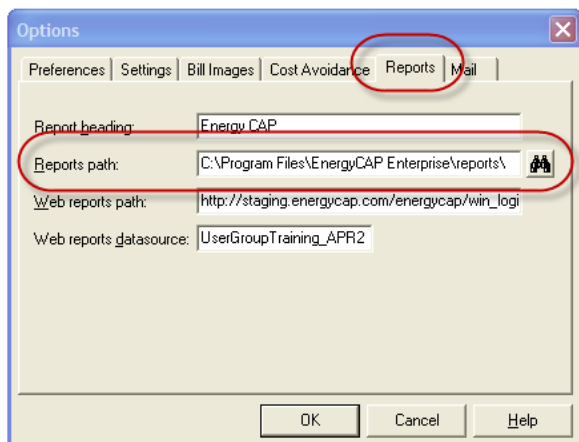 Options
Preferences Settings Bill Images Cost Avoidance Reports Mail
Report heading: Energy CAP
Reports path: C:\Program Files\EnergyCAP Enterprise\reports\
Web reports path: http://staging.energycap.com/energycap/win_logi
Web reports datasource: UserGroupTraining_APR2
OK Cancel Help